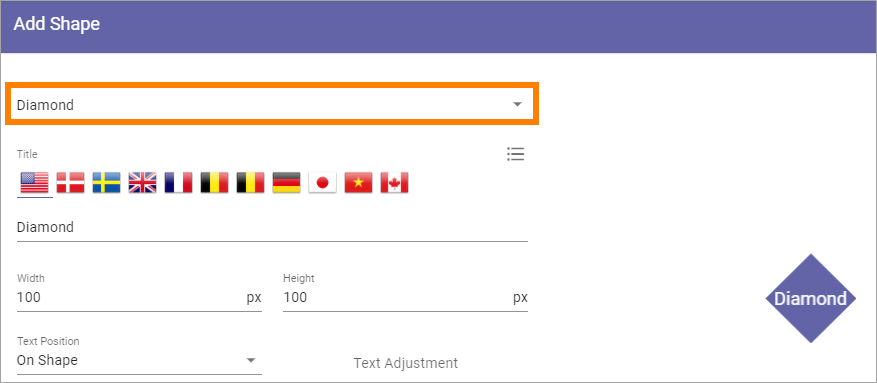 Add Shape
Diamond
Title
Diamond
Width
Height
100 px
100 px
Diamond
Text Position
On Shape
Text Adjustment